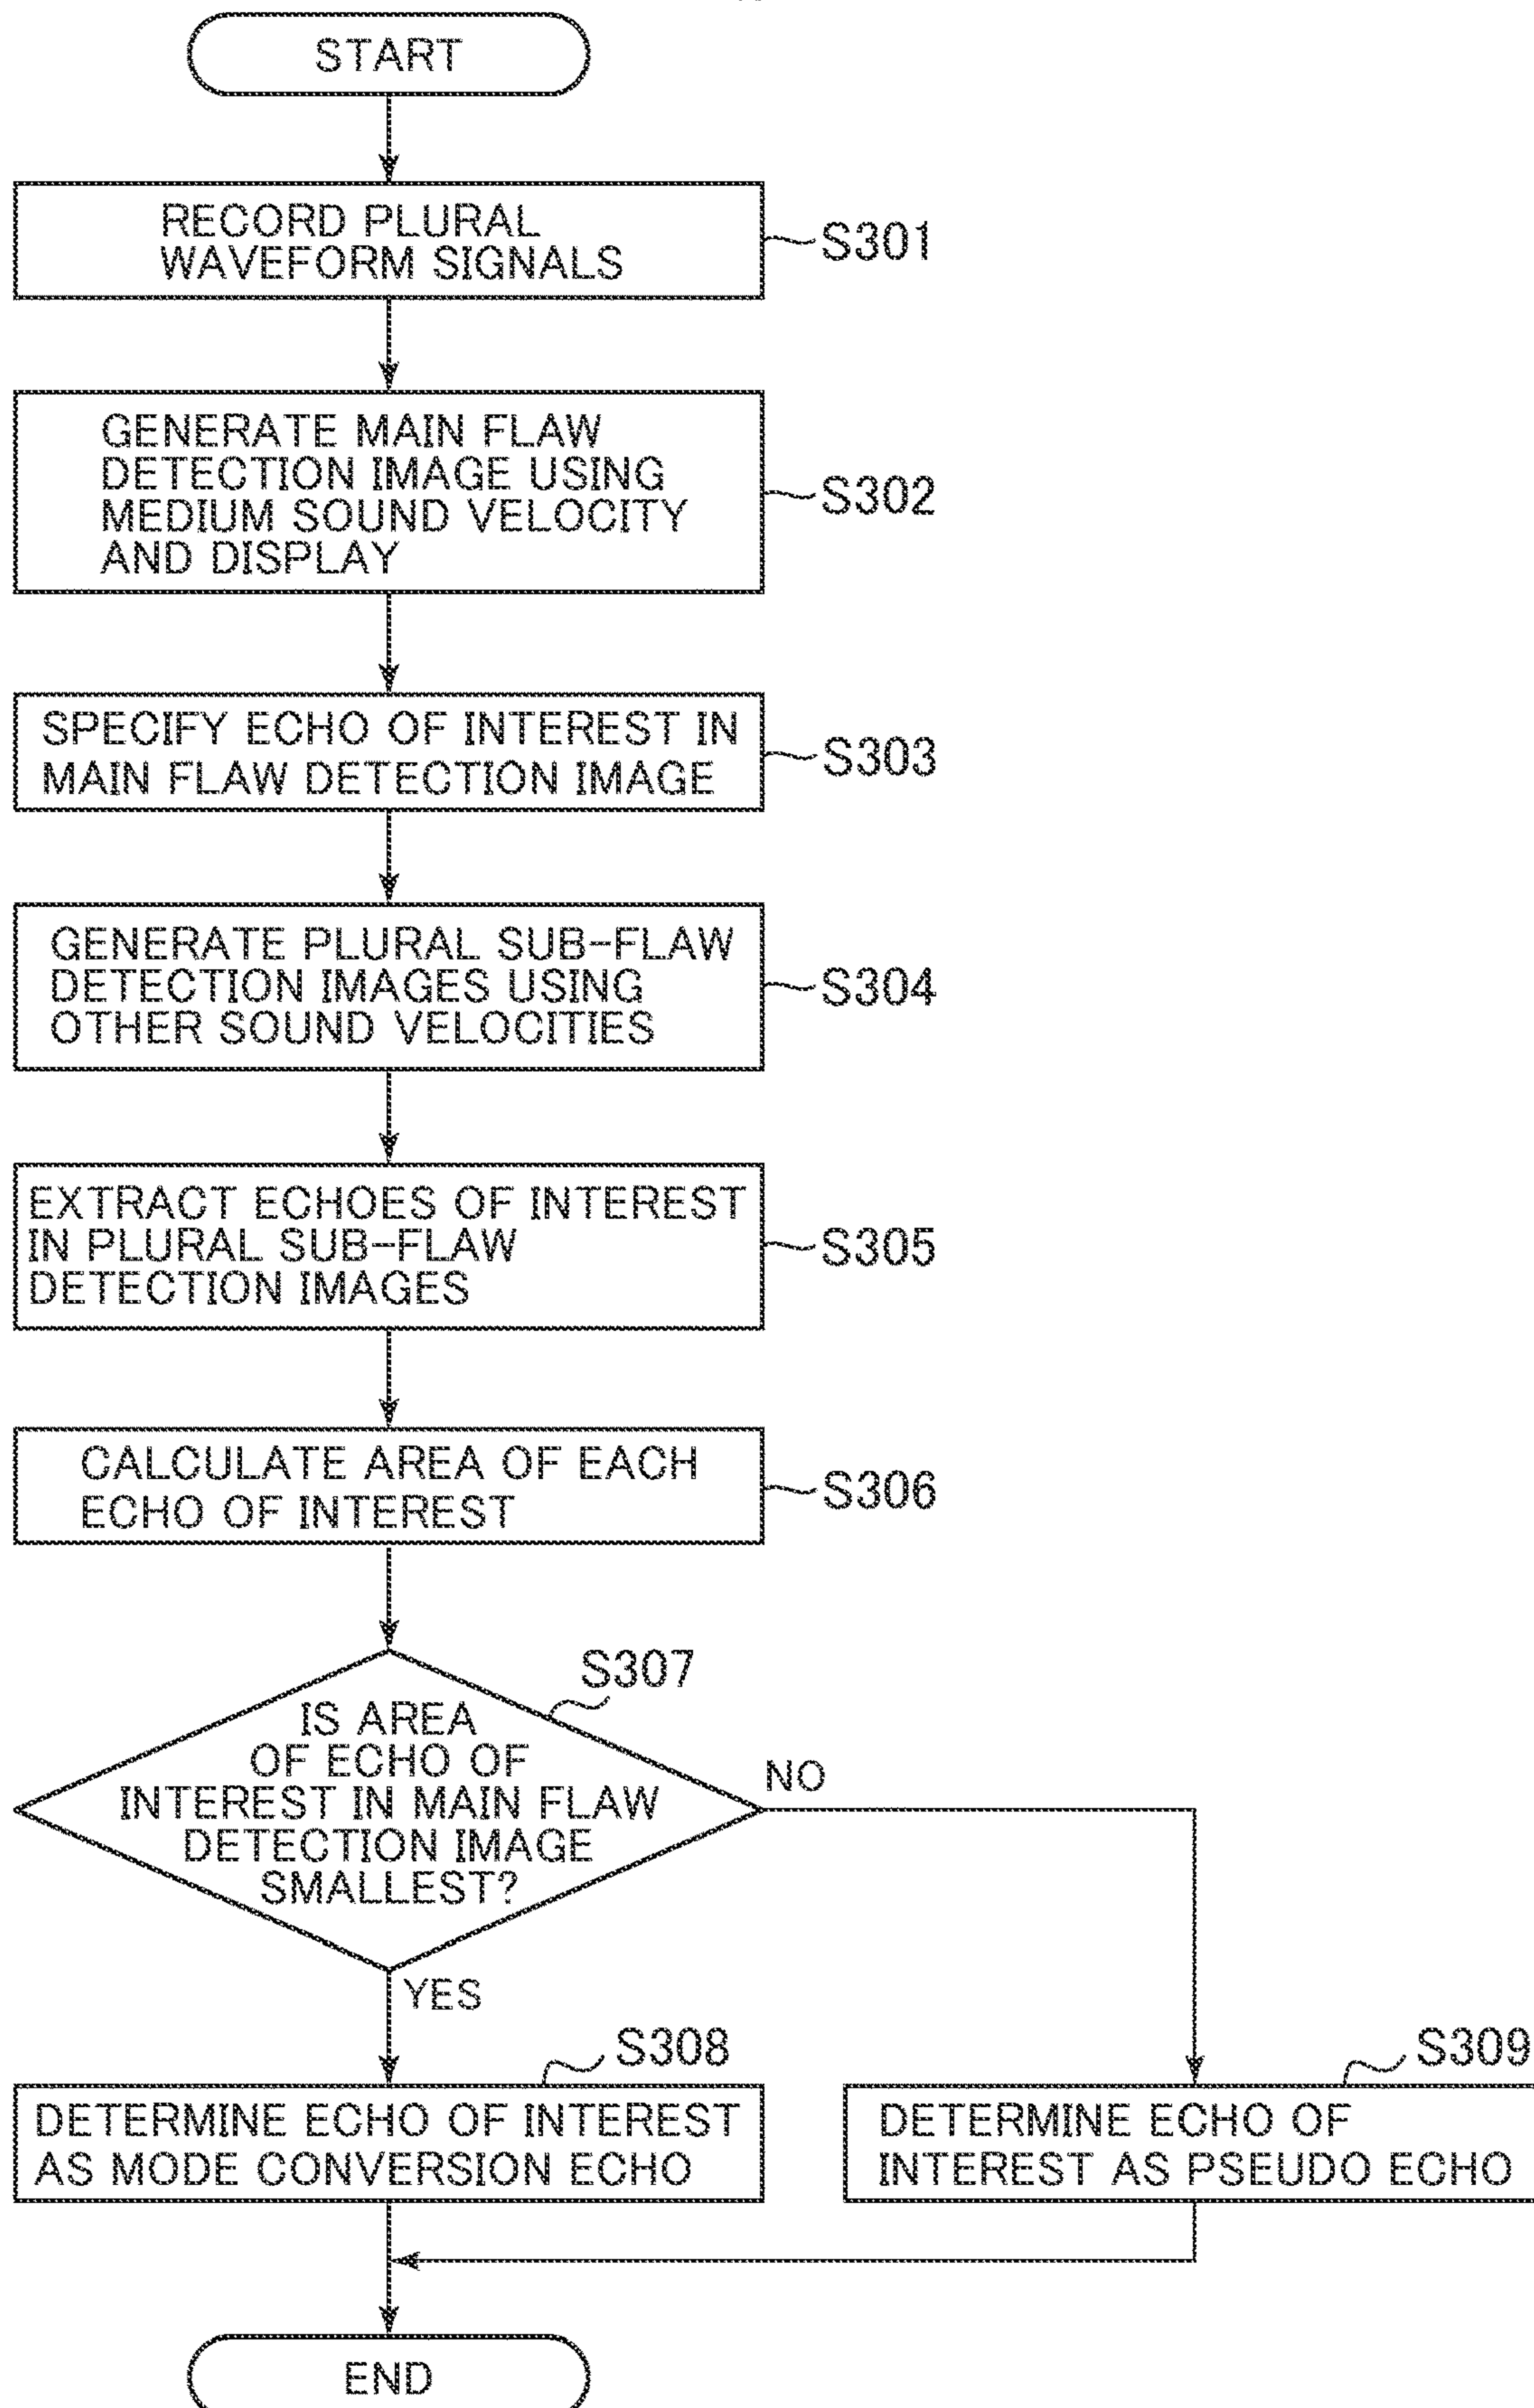 START
RECORD PLURAL
WAVEFORM SIGNALS
S301
GENERATE MAIN FLAW
DETECTION IMAGE USING
MEDIUM SOUND VELOCITY
AND DISPLAY
S302
SPECIFY ECHO OF INTEREST IN
MAIN FLAW DETECTION IMAGE
S303
GENERATE PLURAL SUB-FLAW
DETECTION IMAGES USING
OTHER SOUND VELOCITIES
S304
EXTRACT ECHOES OF INTEREST
IN PLURAL SUB-FLAW
DETECTION IMAGES
S305
CALCULATE AREA OF EACH
ECHO OF INTEREST
S306
S307
IS AREA
OF ECHO OF
INTEREST IN MAIN FLAW
DETECTION IMAGE
SMALLEST?
NO
YES
S308
DETERMINE ECHO OF INTEREST
AS MODE CONVERSION ECHO
S309
DETERMINE ECHO OF
INTEREST AS PSEUDO ECHO
END